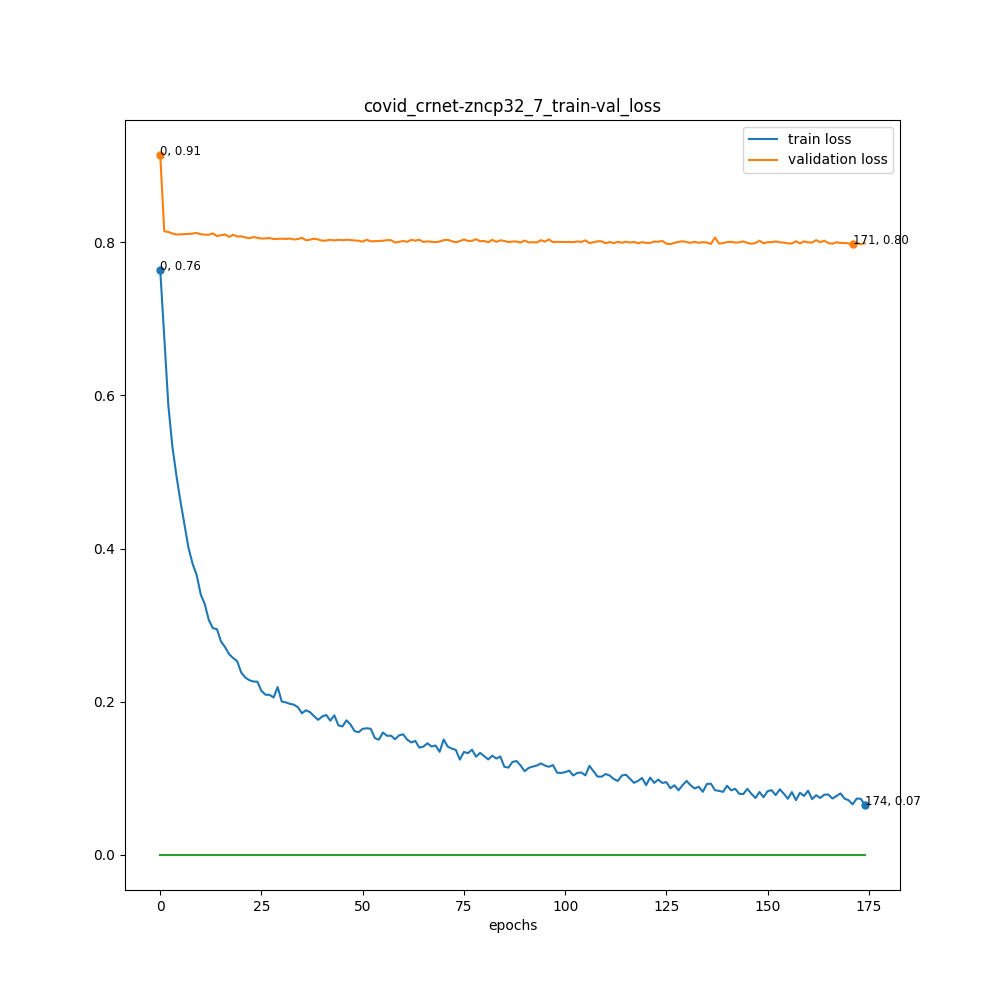 covid_crnet-zncp32_7_train-val_loss
train loss
validation loss
0, 0.91
0, 0.76
171, 0.80
174, 0.07
0.8
0.6
0.4
0.2
0.0
0 25 50 75 100 125 150 175
epochs